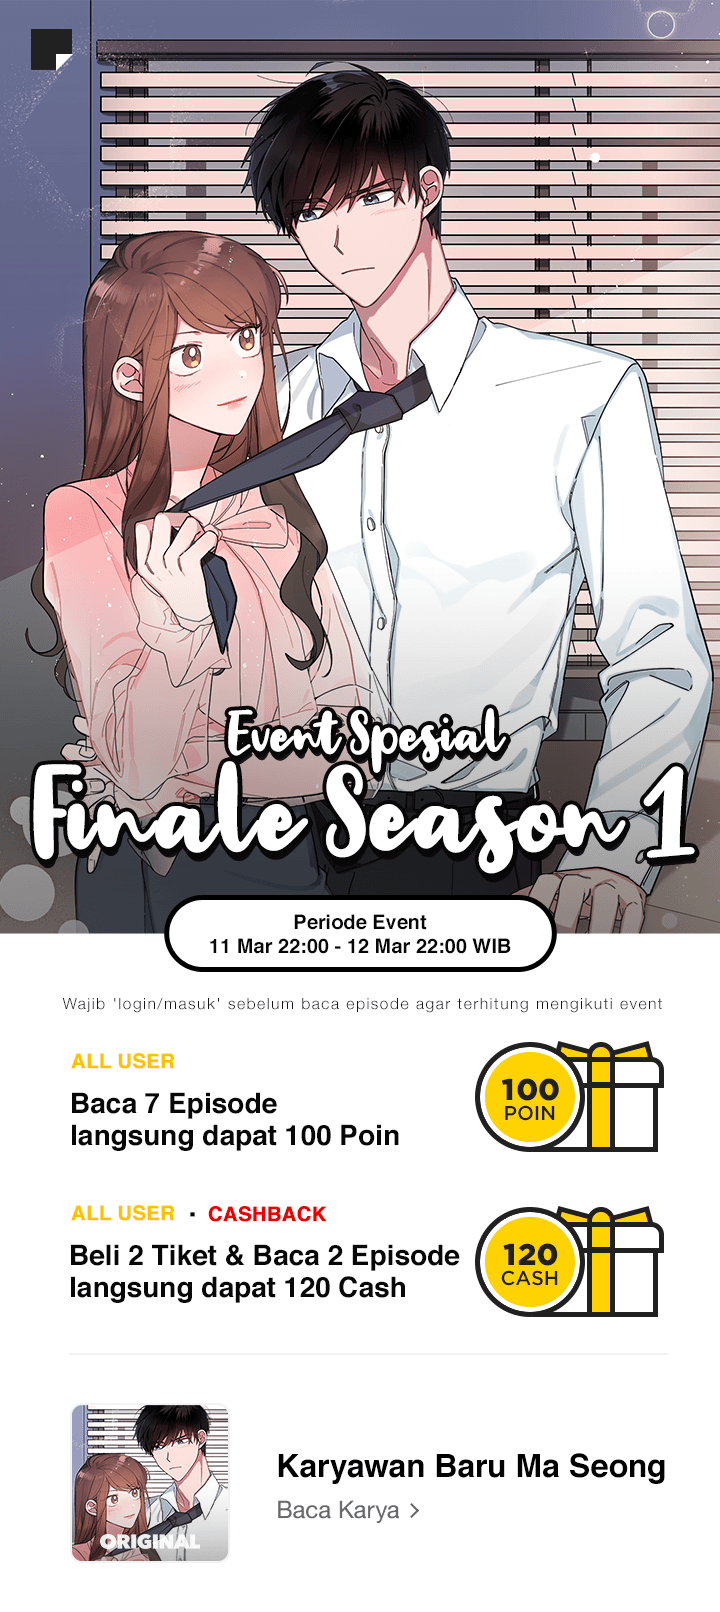 Event Spesial
Finale Season 1
Periode Event
11 Mar 22:00 - 12 Mar 22:00 WIB
Wajib 'login/masuk' sebelum baca episode agar terhitung mengikuti event
ALL USER
Baca 7 Episode
langsung dapat 100 Poin
100
POIN
ALL USER · CASHBACK
Beli 2 Tiket & Baca 2 Episode
langsung dapat 120 Cash
120
CASH
ORIGINAL
Karyawan Baru Ma Seong
Baca Karya >